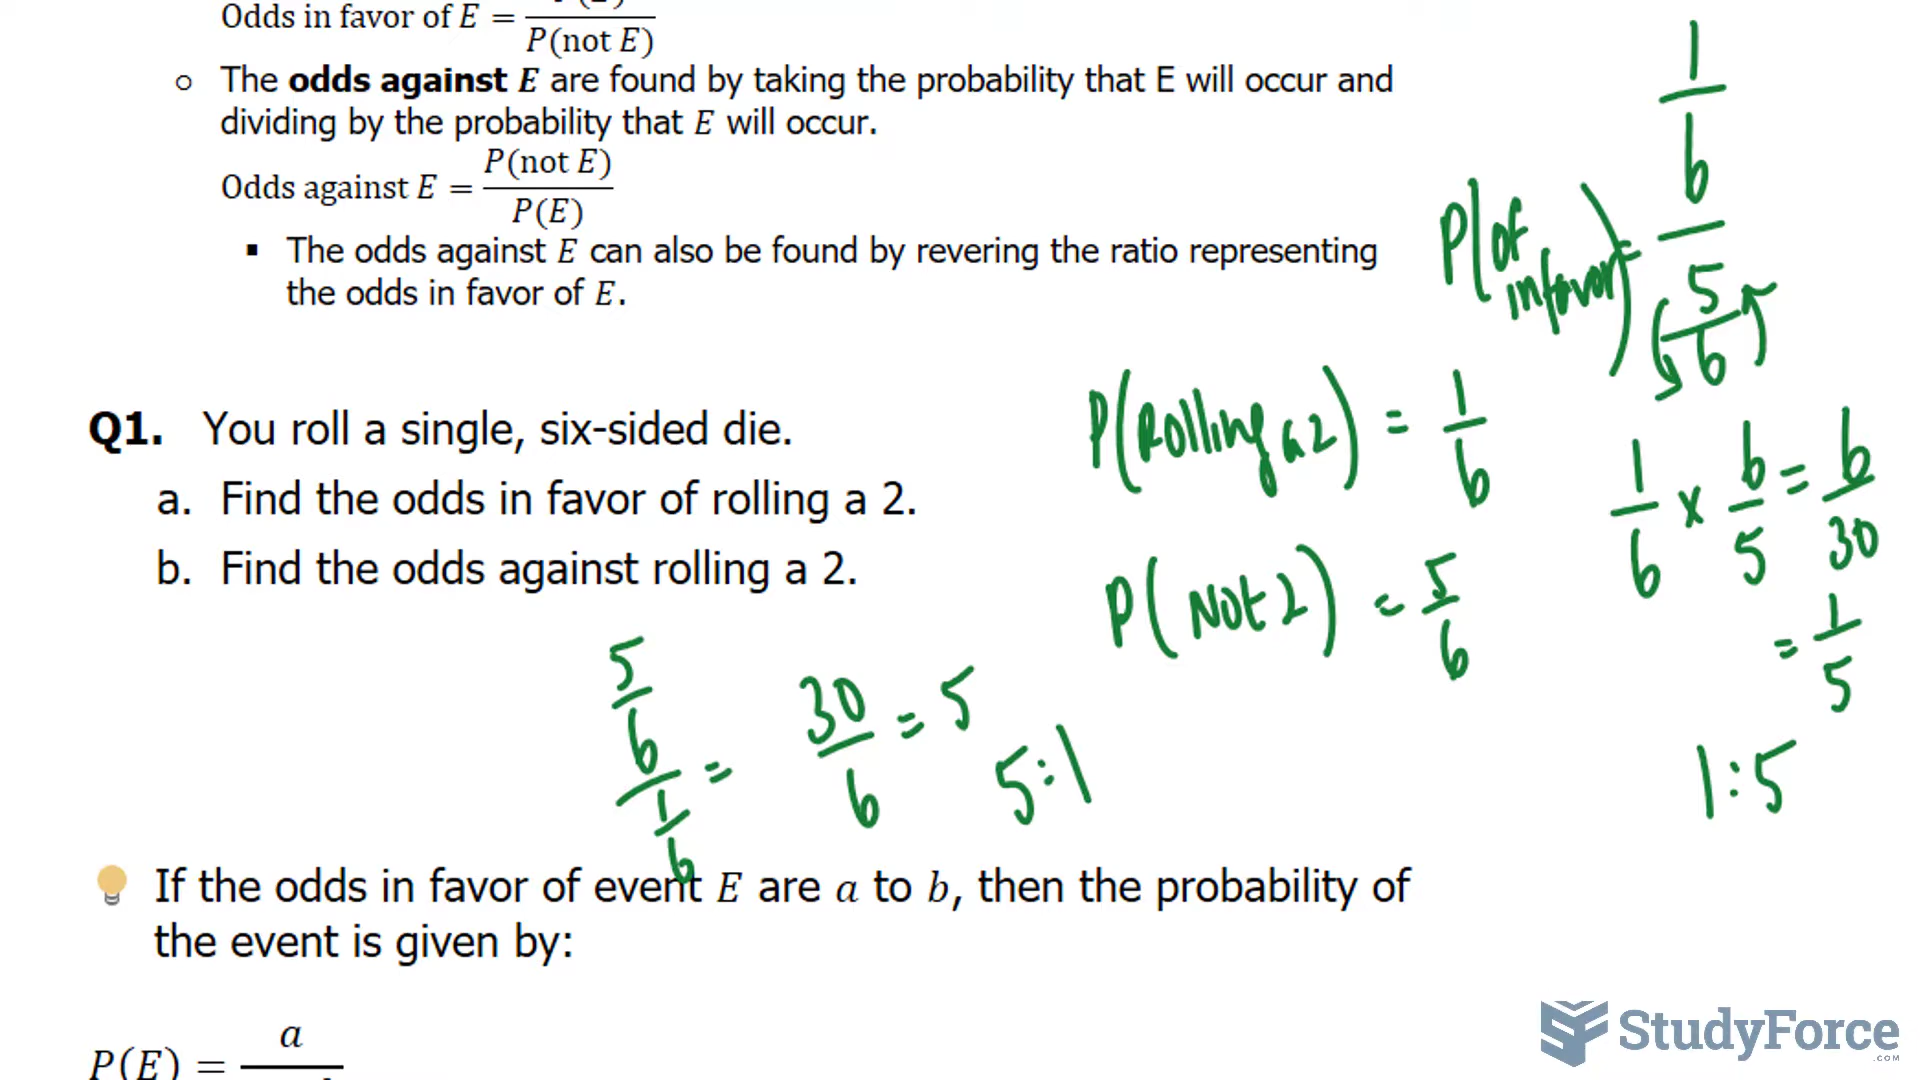 Odds in favor of E =
P(not E)
○ The odds against E are found by taking the probability that E will occur and
dividing by the probability that E will occur.
Odds against E = P(not E)
P(E)
▪ The odds against E can also be found by revering the ratio representing
the odds in favor of E.
1
6
P(of in favor) =
5
6
Q1. You roll a single, six-sided die.
a. Find the odds in favor of rolling a 2.
b. Find the odds against rolling a 2.
P(Rolling a 2) = 1/6
P(Not 2) = 5/6
1/6 x 6/5 = 6/30
= 1/5
1:5
5/6
1/6
= 30/6 = 5
5:1
If the odds in favor of event E are a to b, then the probability of
the event is given by:
P(E) = a
StudyForce
.COM